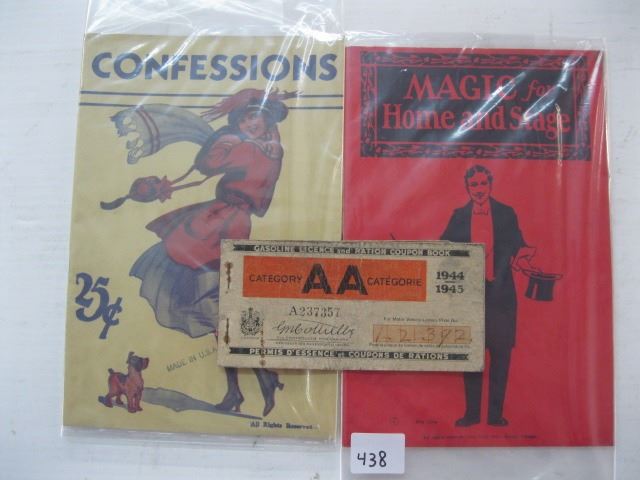 CONFESSIONS
25¢
MADE IN U.S.A.
All Rights Reserved
MAGIC for
Home and Stage
GASOLINE LICENCE and RATION COUPON BOOK
CATEGORY AA CATÉGORIE
1944
1945
A237357
PERMIS D'ESSENCE et COUPONS DE RATIONS
438